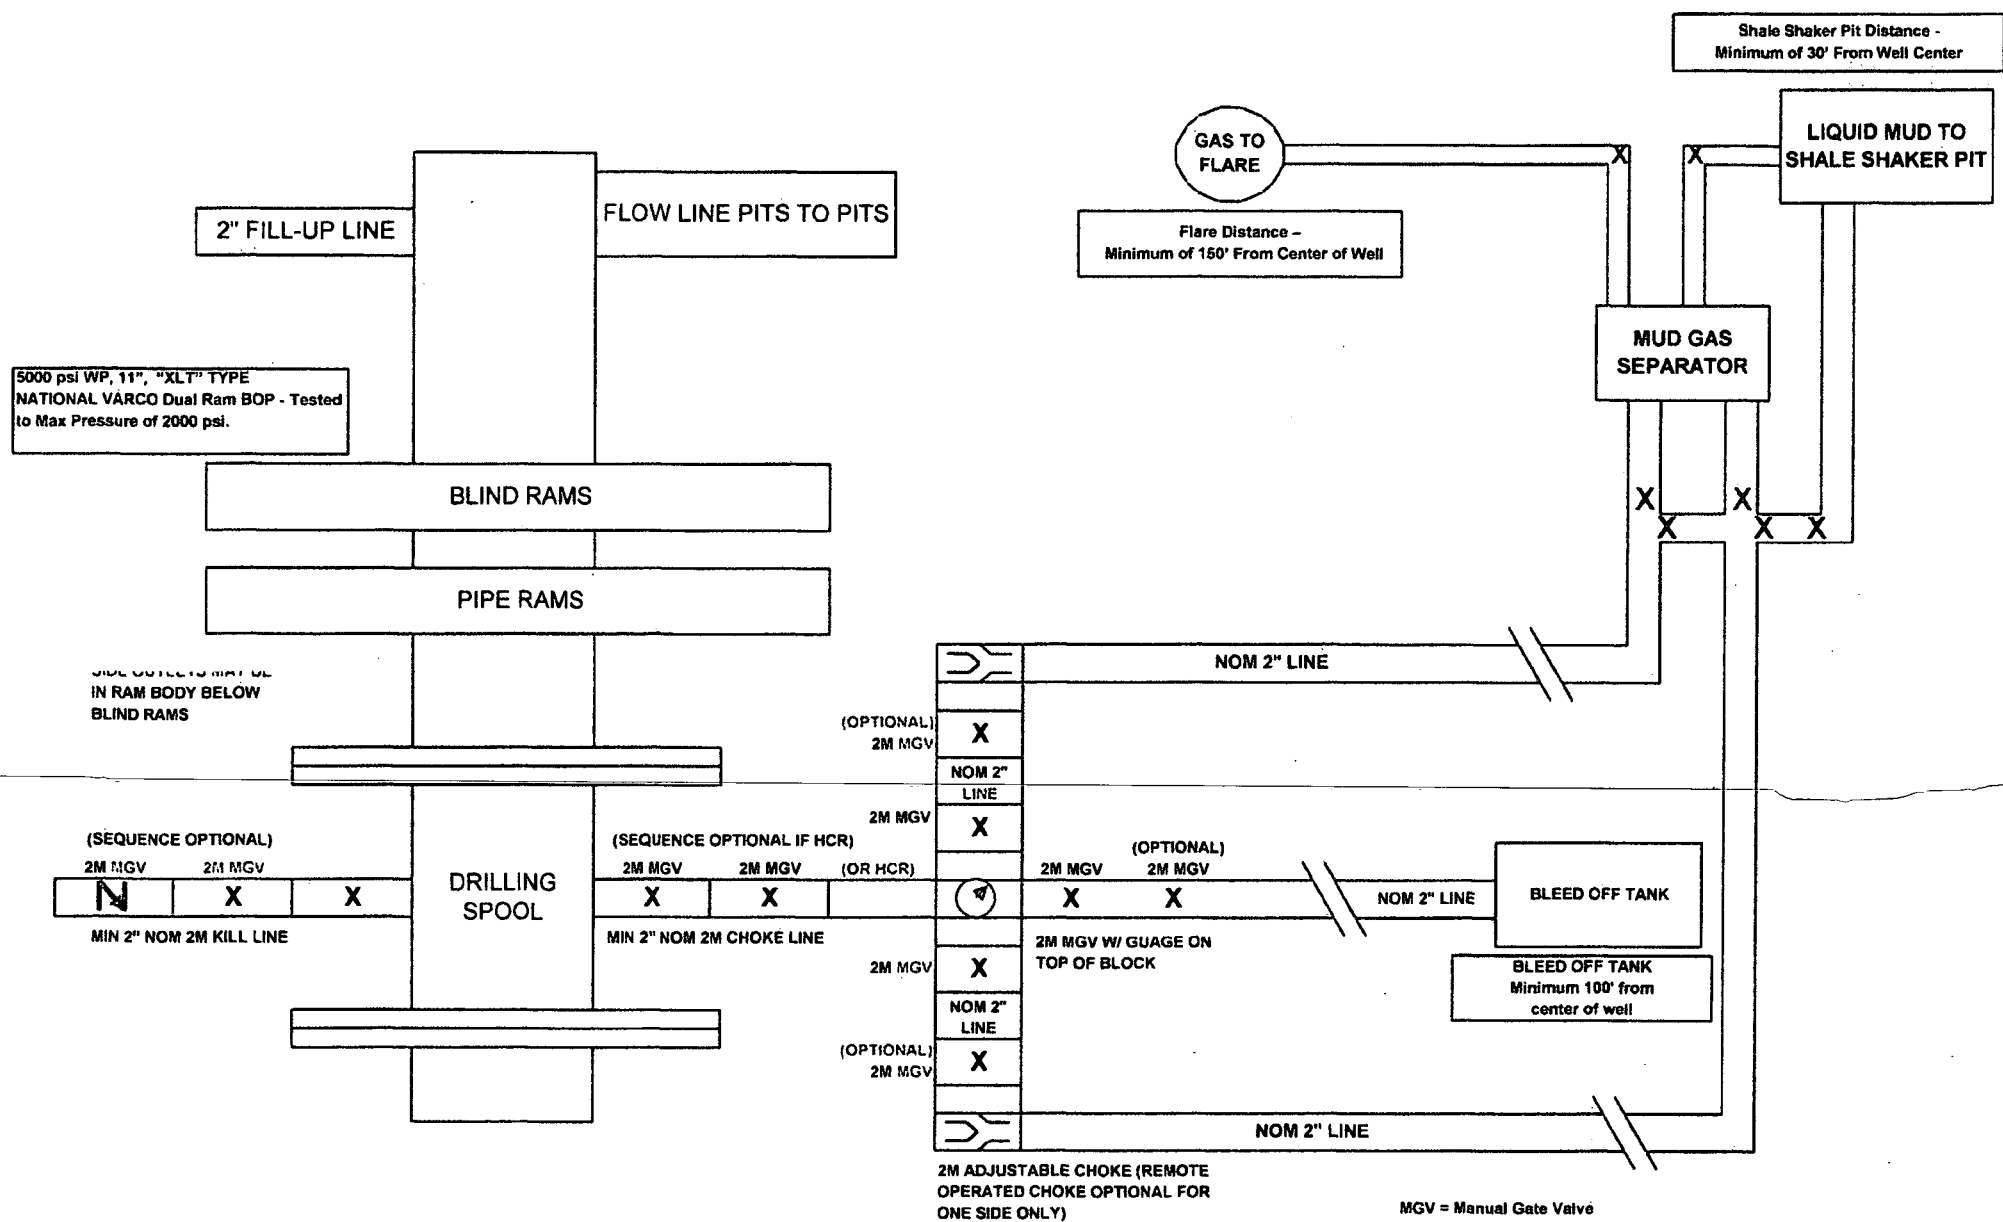 Shale Shaker Pit Distance -
Minimum of 30' From Well Center
LIQUID MUD TO
SHALE SHAKER PIT
GAS TO
FLARE
X
X
Flare Distance –
Minimum of 150' From Center of Well
2" FILL-UP LINE
FLOW LINE PITS TO PITS
MUD GAS
SEPARATOR
5000 psi WP, 11", "XLT" TYPE
NATIONAL VARCO Dual Ram BOP - Tested
to Max Pressure of 2000 psi.
BLIND RAMS
X
X
X
X
X
PIPE RAMS
SIDE OUTLETS MAY BE
IN RAM BODY BELOW
BLIND RAMS
NOM 2" LINE
(OPTIONAL)
2M MGV
X
NOM 2"
LINE
2M MGV
X
(SEQUENCE OPTIONAL)
2M MGV
2M MGV
N
X
X
MIN 2" NOM 2M KILL LINE
DRILLING
SPOOL
(SEQUENCE OPTIONAL IF HCR)
2M MGV
2M MGV
(OR HCR)
X
X
MIN 2" NOM 2M CHOKE LINE
(OPTIONAL)
2M MGV
2M MGV
X
X
NOM 2" LINE
BLEED OFF TANK
2M MGV W/ GUAGE ON
TOP OF BLOCK
BLEED OFF TANK
Minimum 100' from
center of well
2M MGV
X
NOM 2"
LINE
(OPTIONAL)
2M MGV
X
NOM 2" LINE
2M ADJUSTABLE CHOKE (REMOTE
OPERATED CHOKE OPTIONAL FOR
ONE SIDE ONLY)
MGV = Manual Gate Valve